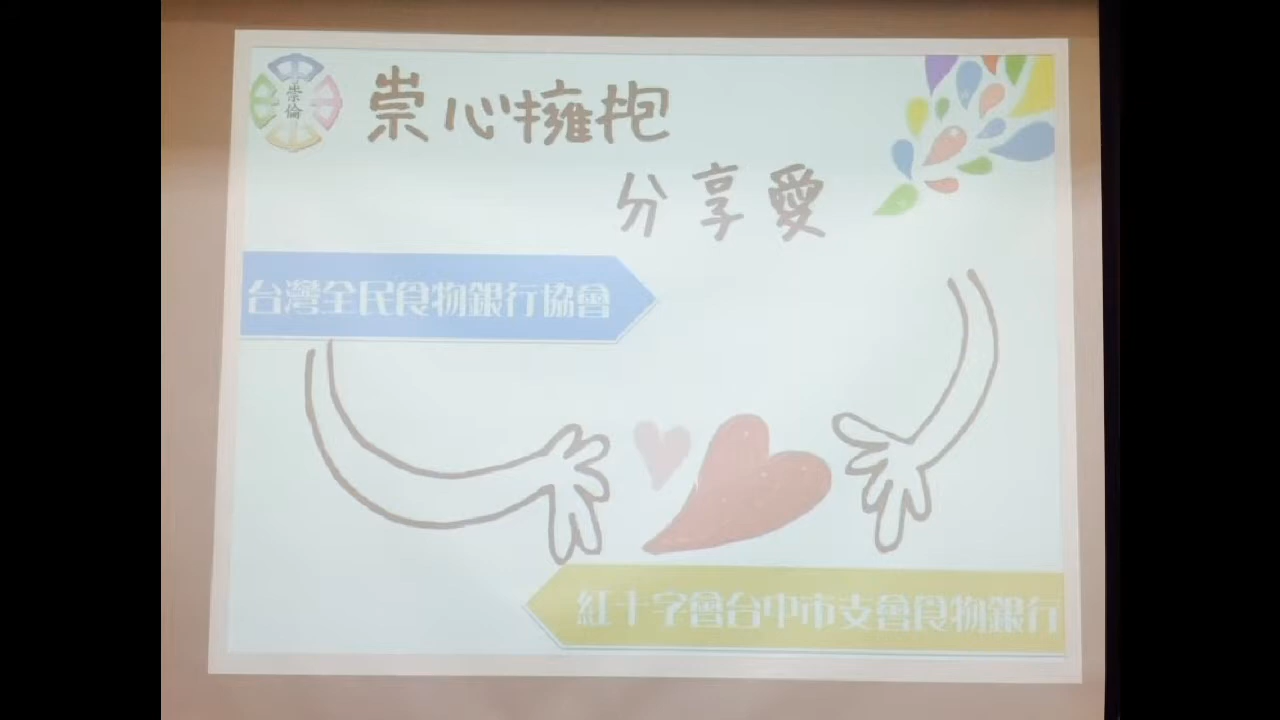 崇倫
崇心擁抱
分享愛
台灣全民食物銀行協會
紅十字會台中市支會食物銀行